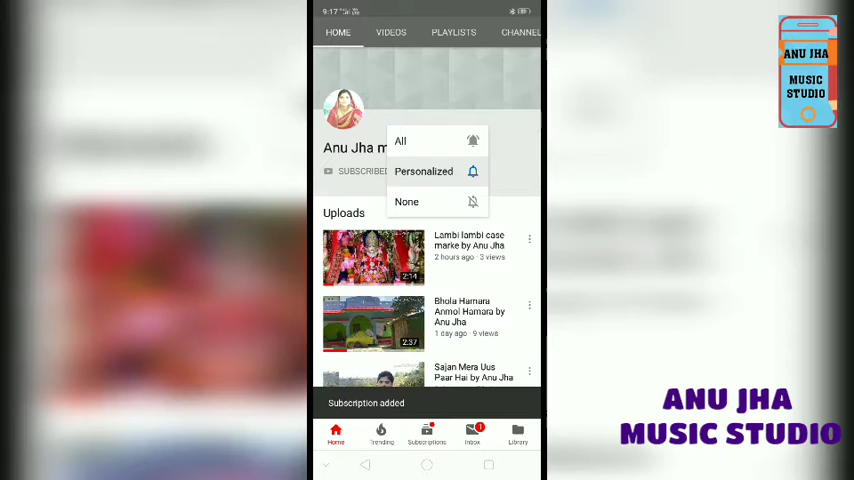 9:17
HOME VIDEOS PLAYLISTS CHANNEL
ANU JHA
MUSIC
STUDIO
All
Anu Jha m
Personalized
SUBSCRIBED
None
Uploads
Lambi lambi case
marke by Anu Jha
2 hours ago · 3 views
2:14
Bhola Hamara
Anmol Hamara by
Anu Jha
1 day ago · 9 views
2:37
Sajan Mera Uus
Paar Hai by Anu Jha
Subscription added
ANU JHA
MUSIC STUDIO
1
Home Trending Subscriptions Inbox Library